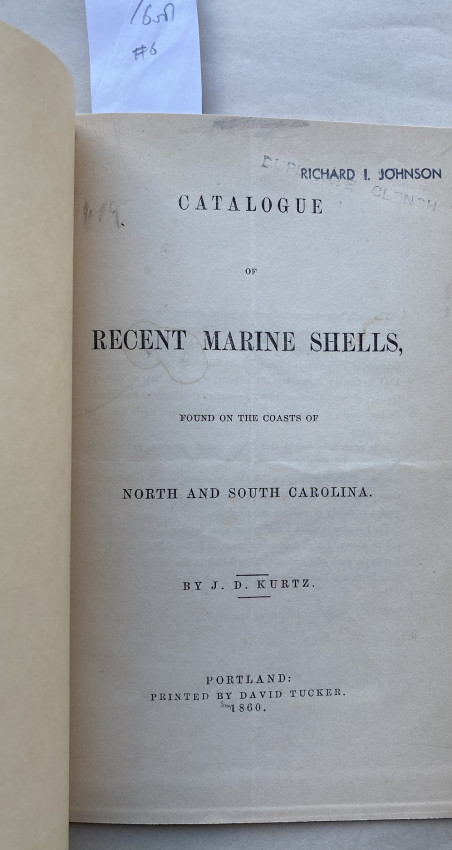 #6
RICHARD I. JOHNSON
CATALOGUE
OF
RECENT MARINE SHELLS,
FOUND ON THE COASTS OF
NORTH AND SOUTH CAROLINA.
BY J. D. KURTZ.
PORTLAND:
PRINTED BY DAVID TUCKER.
1860.